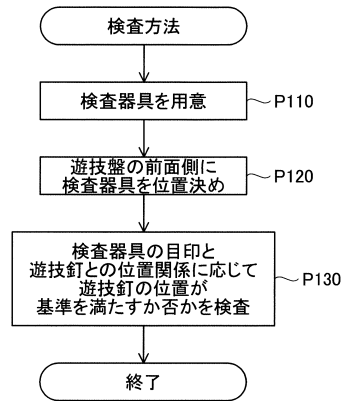 検査方法
検査器具を用意
P110
遊技盤の前面側に
検査器具を位置決め
P120
検査器具の目印と
遊技釘との位置関係に応じて
遊技釘の位置が
基準を満たすか否かを検査
P130
終了